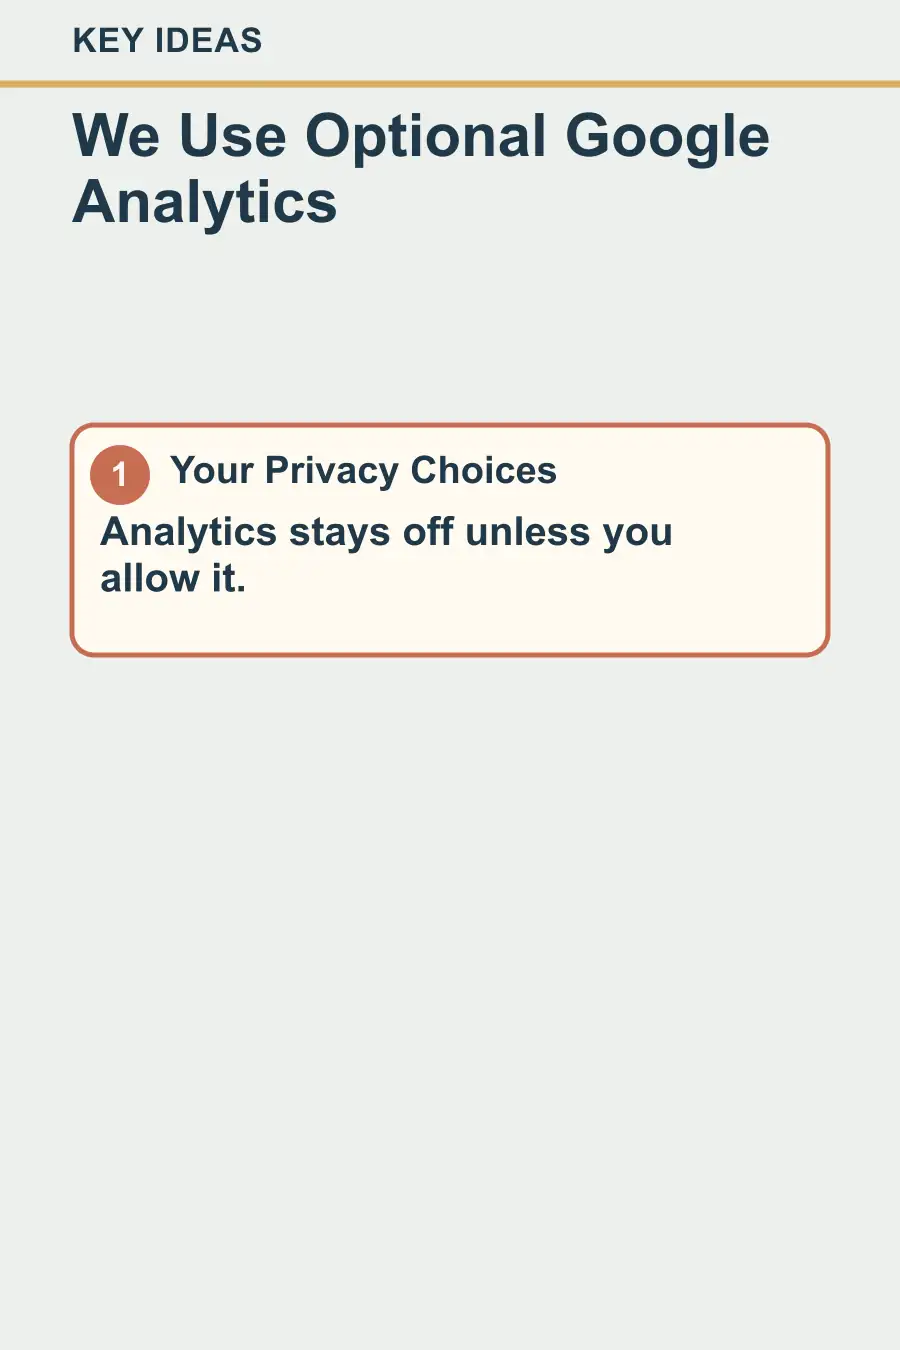 KEY IDEAS
We Use Optional Google
Analytics
1 Your Privacy Choices
Analytics stays off unless you
allow it.